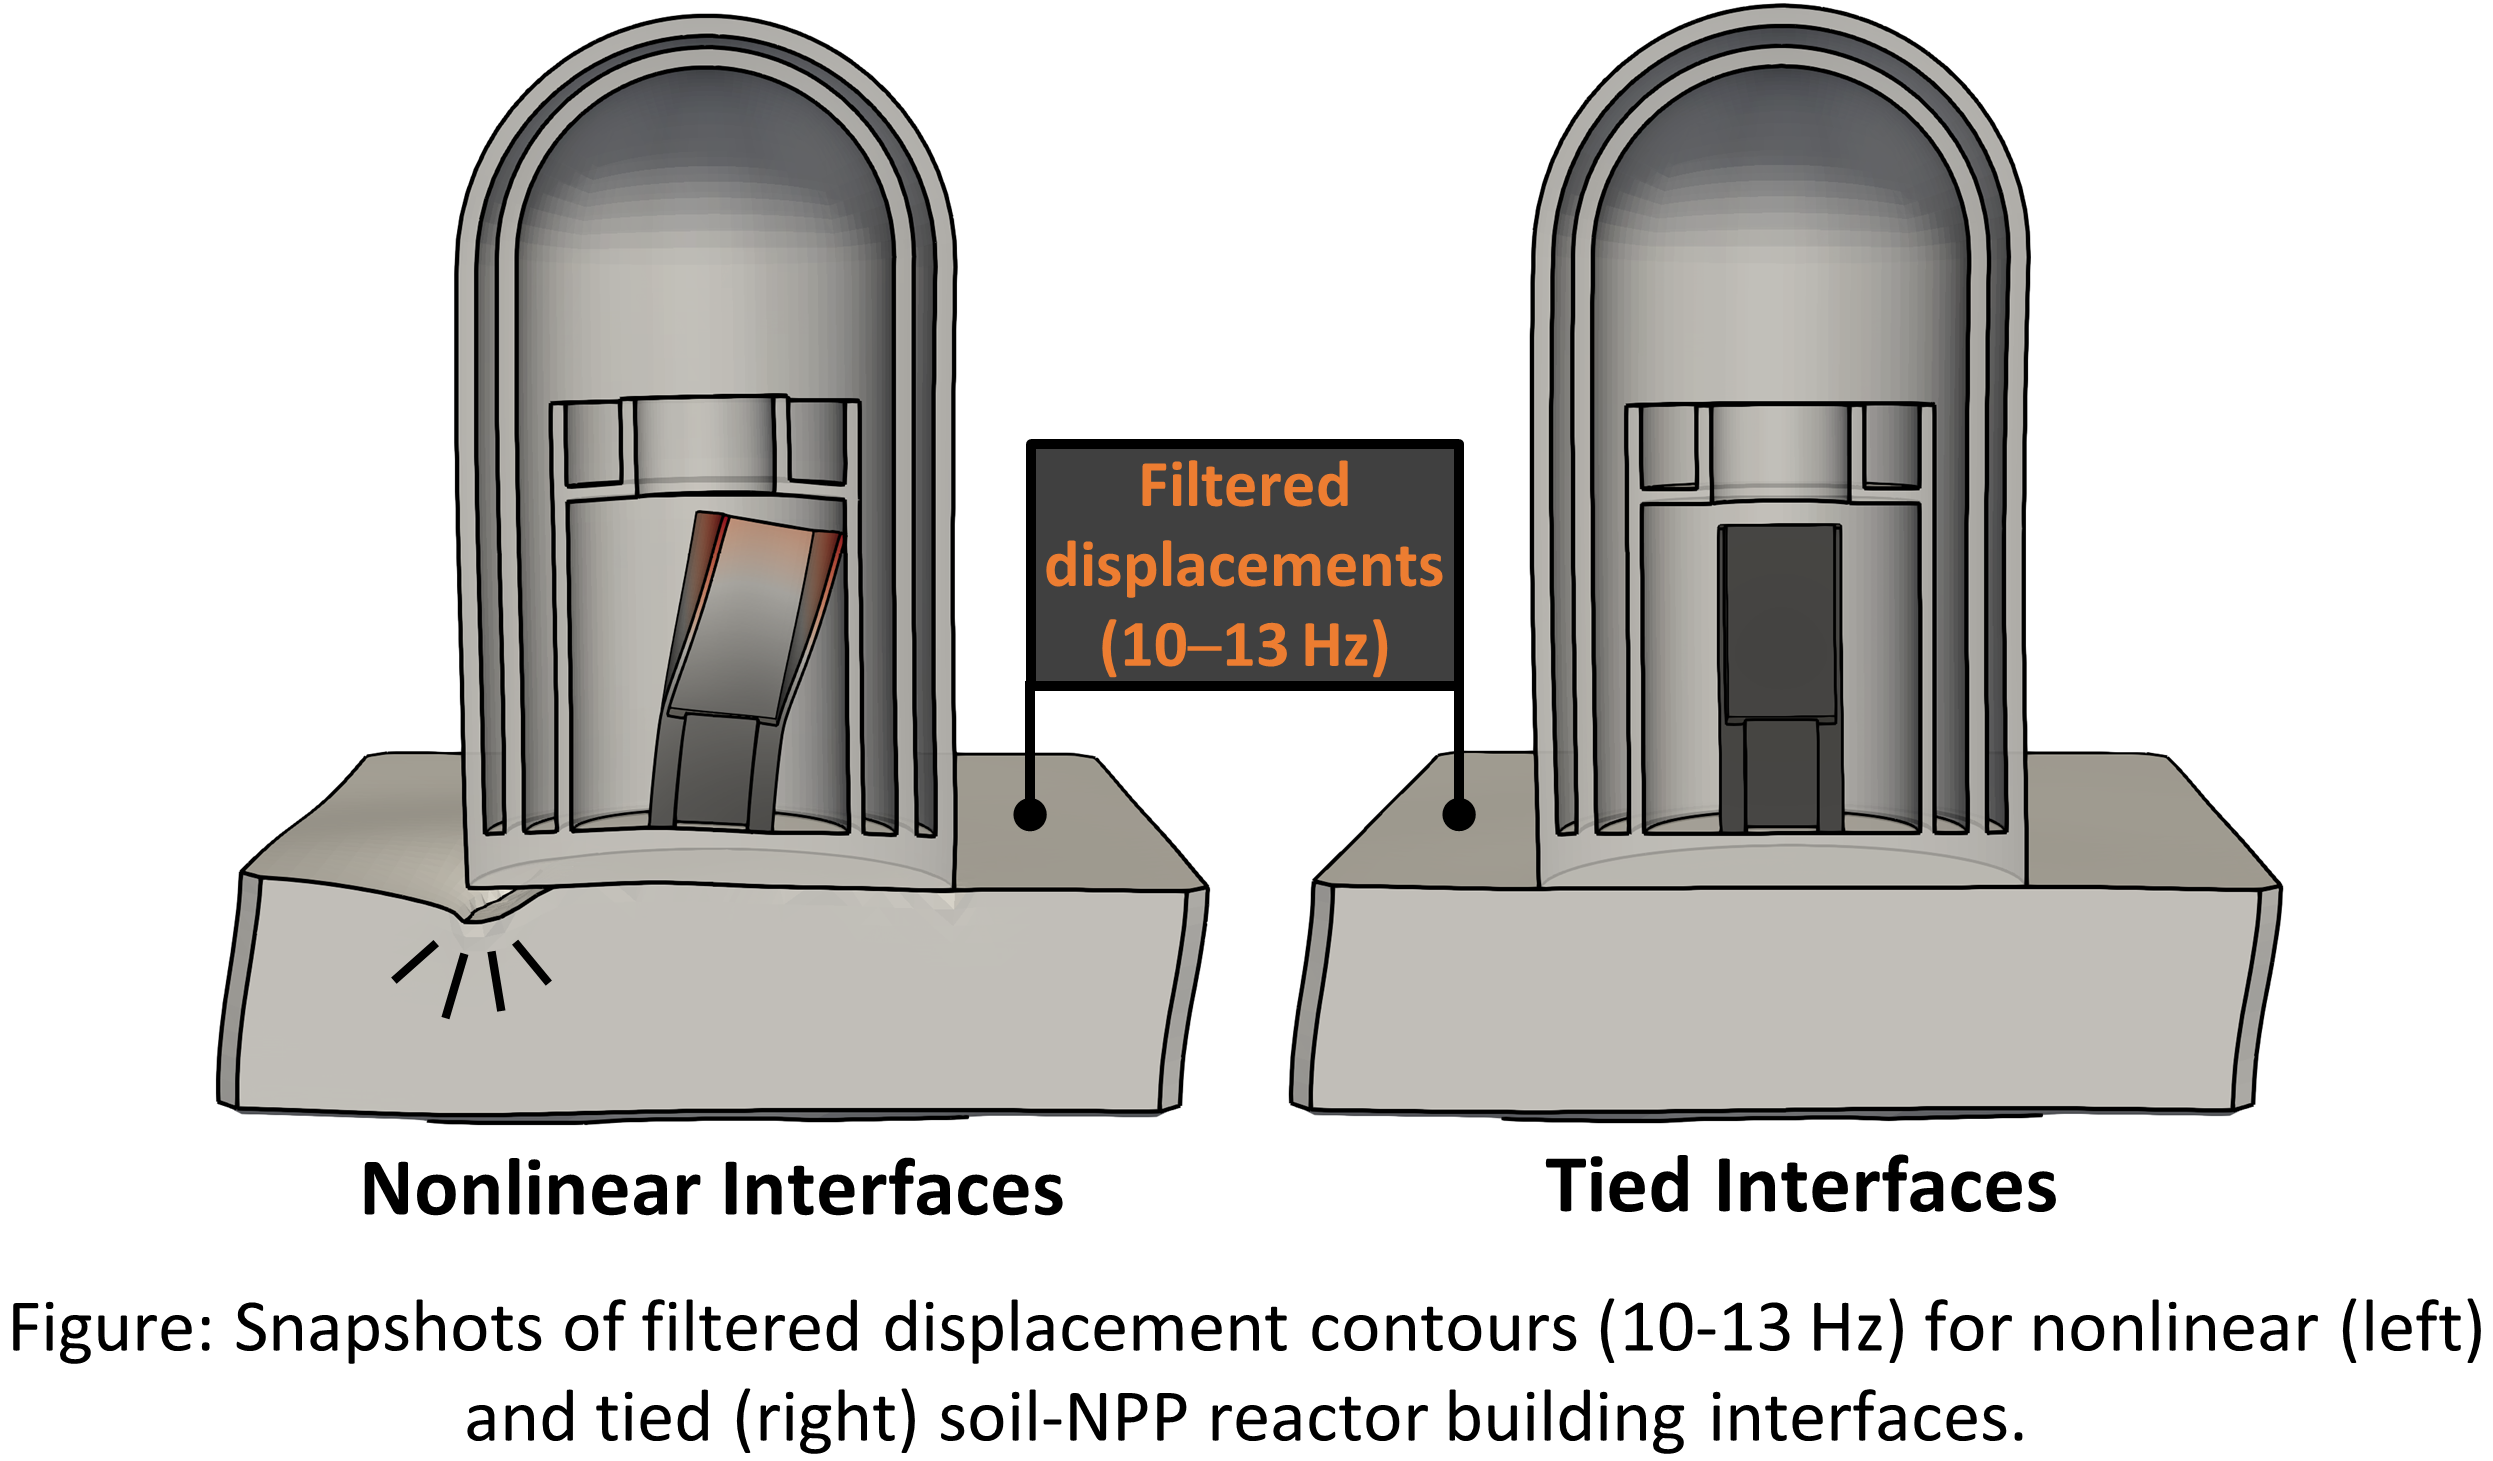 Filtered
displacements
(10—13 Hz)
Nonlinear Interfaces
Tied Interfaces
Figure: Snapshots of filtered displacement contours (10-13 Hz) for nonlinear (left)
and tied (right) soil-NPP reactor building interfaces.